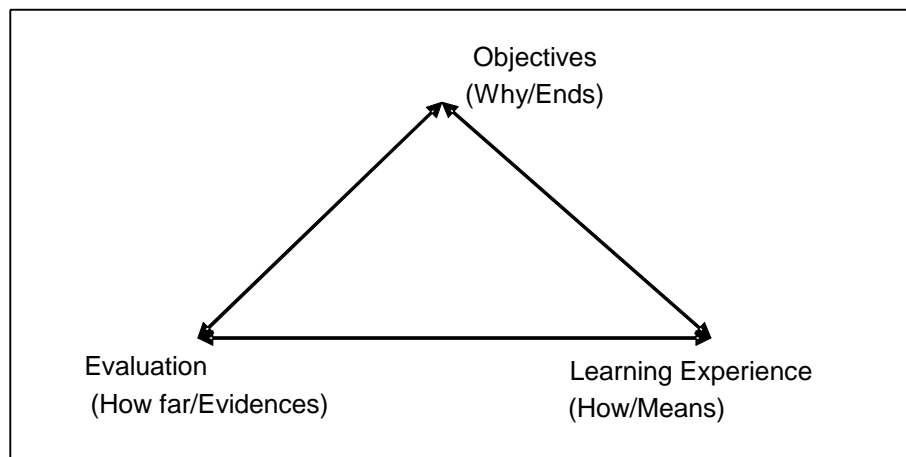 Objectives
(Why/Ends)
Evaluation
(How far/Evidences)
Learning Experience
(How/Means)